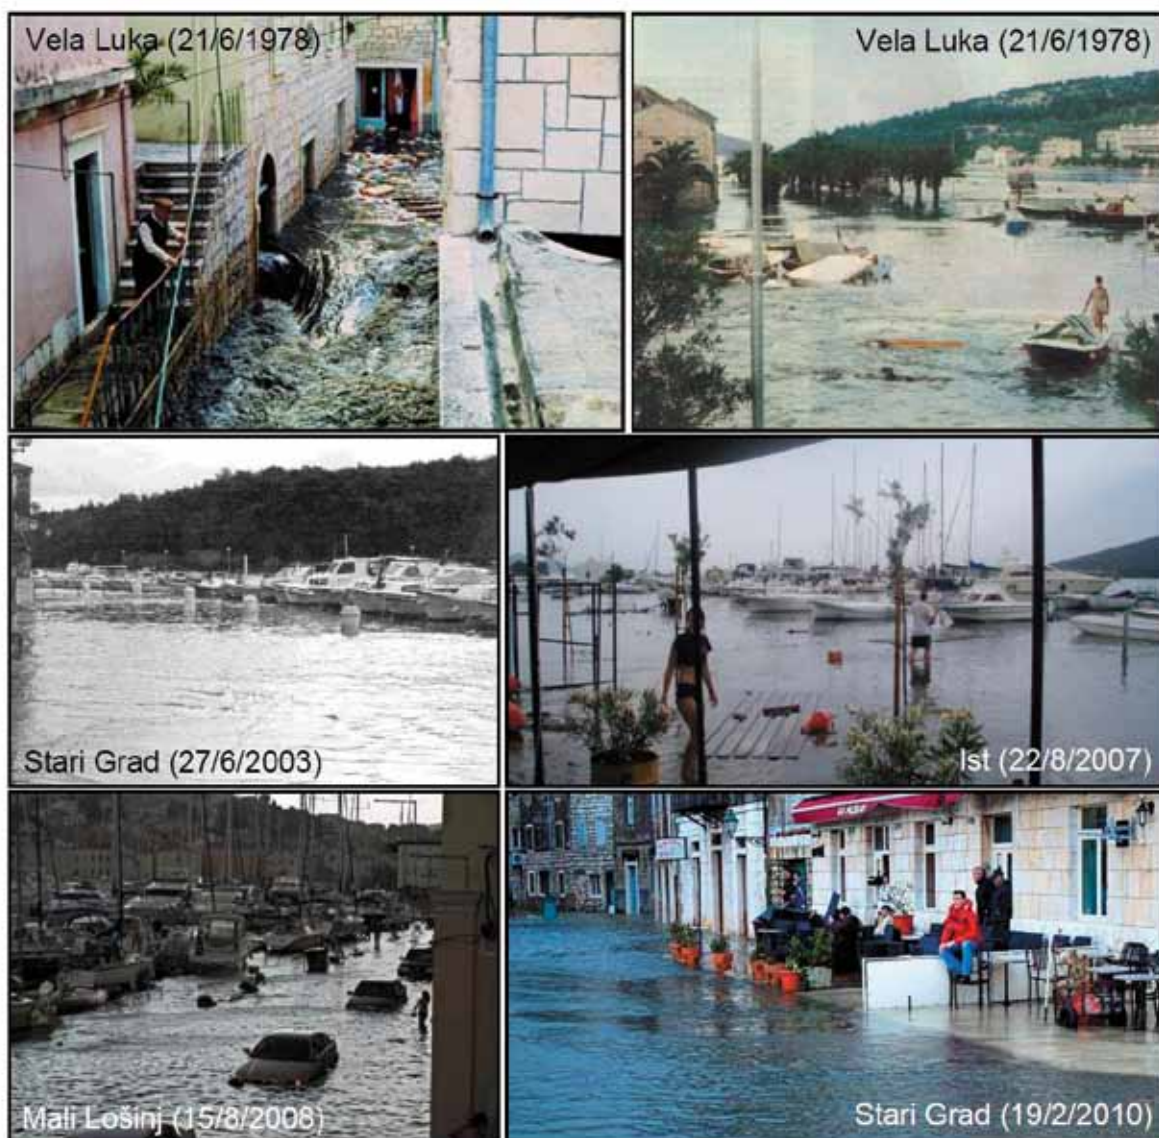 Vela Luka (21/6/1978)
Vela Luka (21/6/1978)
Stari Grad (27/6/2003)
Ist (22/8/2007)
Mali Lošinj (15/8/2008)
Stari Grad (19/2/2010)